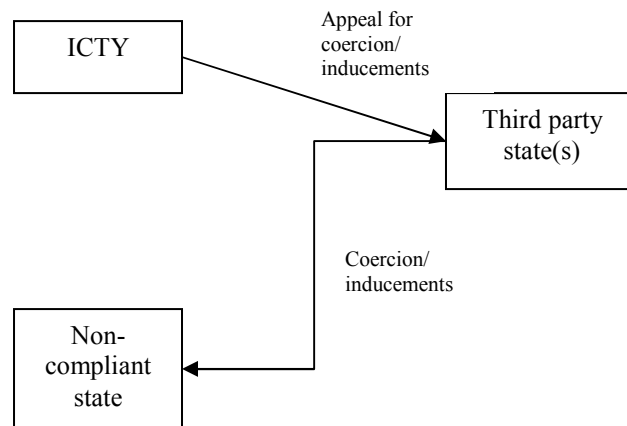 ICTY
Appeal for
coercion/
inducements
Third party
state(s)
Coercion/
inducements
Non-
compliant
state